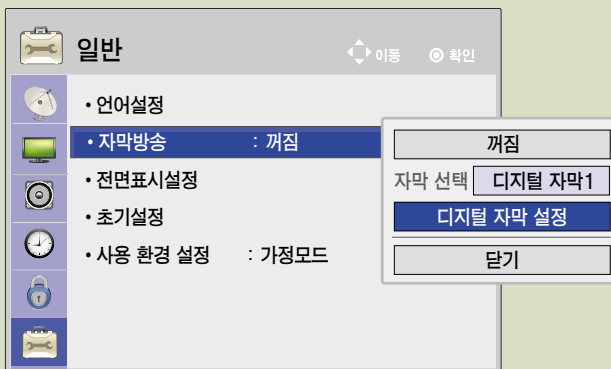 일반
이동 확인
• 언어설정
• 자막방송 : 꺼짐
• 전면표시설정
• 초기설정
• 사용 환경 설정 : 가정모드
꺼짐
자막 선택 디지털 자막1
디지털 자막 설정
닫기